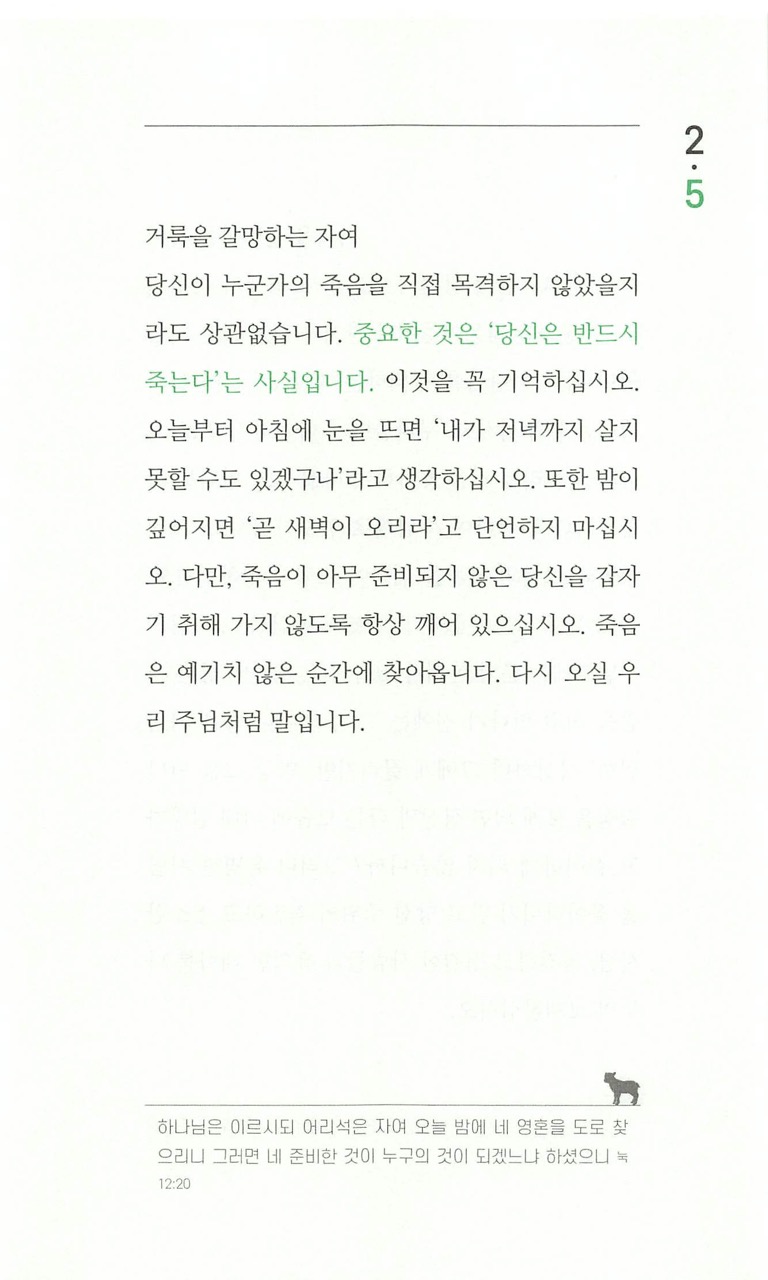 2
·
5
거룩을 갈망하는 자여
당신이 누군가의 죽음을 직접 목격하지 않았을지
라도 상관없습니다. 중요한 것은 ‘당신은 반드시
죽는다’는 사실입니다. 이것을 꼭 기억하십시오.
오늘부터 아침에 눈을 뜨면 ‘내가 저녁까지 살지
못할 수도 있겠구나’라고 생각하십시오. 또한 밤이
깊어지면 ‘곧 새벽이 오리라’고 단언하지 마십시
오. 다만, 죽음이 아무 준비되지 않은 당신을 갑자
기 취해 가지 않도록 항상 깨어 있으십시오. 죽음
은 예기치 않은 순간에 찾아옵니다. 다시 오실 우
리 주님처럼 말입니다.
하나님은 이르시되 어리석은 자여 오늘 밤에 네 영혼을 도로 찾
으리니 그러면 네 준비한 것이 누구의 것이 되겠느냐 하셨으니 눅
12:20